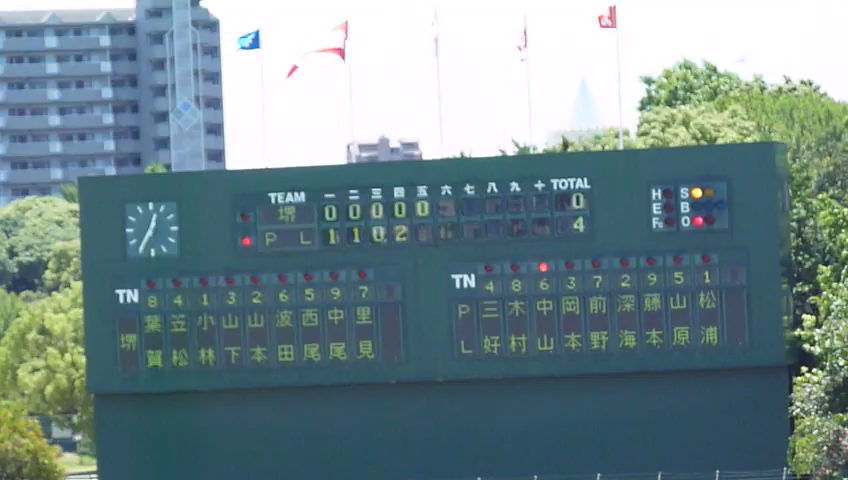 TEAM 一 二 三 四 五 六 七 八 九 十 TOTAL
堺 0 0 0 0 0 0
P L 1 1 0 2 4
H S
E B
Fc O
TN 8 4 1 3 2 6 5 9 7
堺 葉賀 笠松 小林 山下 山本 波田 西尾 中尾 里見
TN 4 8 6 3 7 2 9 5 1
PL 三好 木村 中山 岡本 前野 深海 藤本 山原 松浦